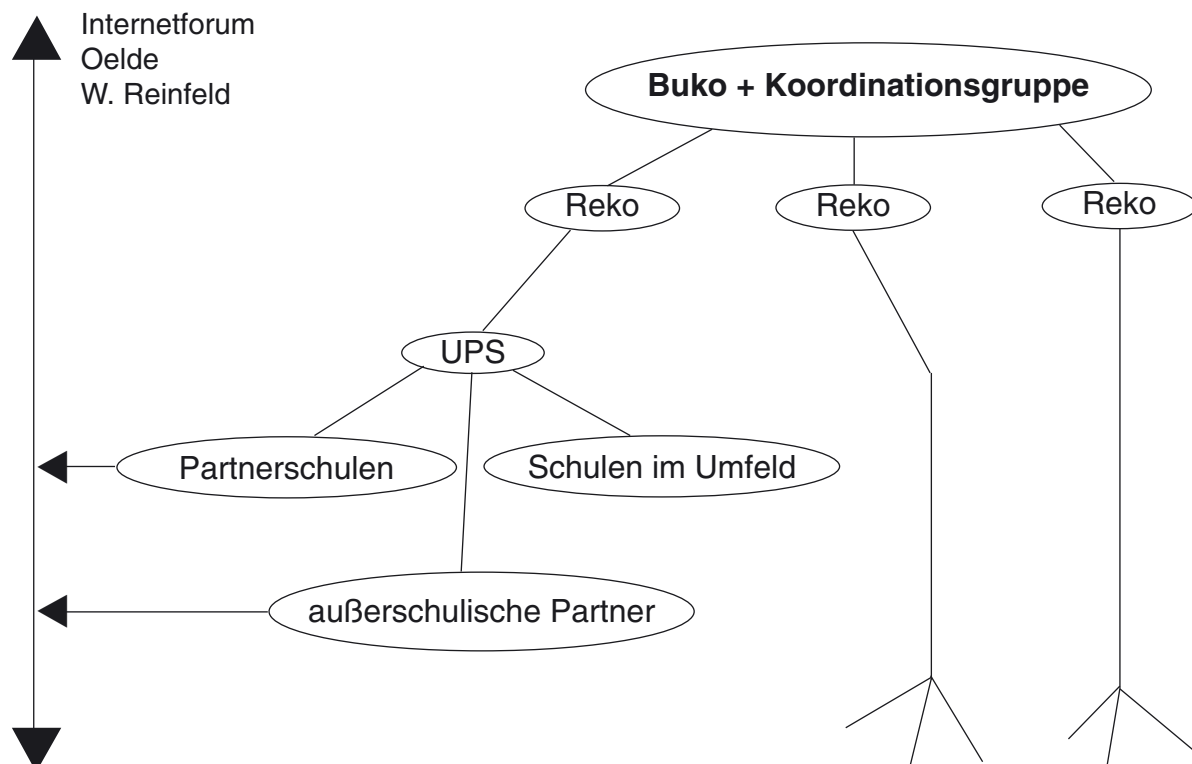 Internetforum
Oelde
W. Reinfeld
Buko + Koordinationsgruppe
Reko
Reko
Reko
UPS
Partnerschulen
Schulen im Umfeld
außerschulische Partner